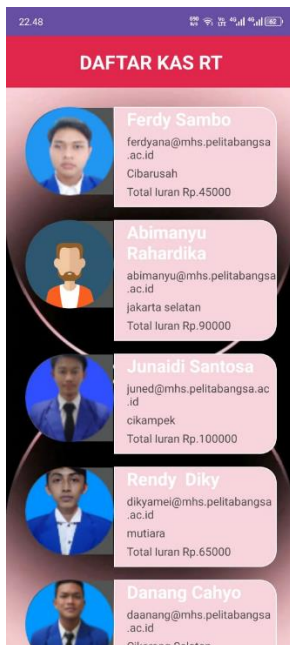 22.48
DAFTAR KAS RT
Ferdy Sambo
ferdyana@mhs.pelitabangsa
.ac.id
Cibarusah
Total Iuran Rp.45000
Abimanyu
Rahardika
abimanyu@mhs.pelitabangsa
.ac.id
jakarta selatan
Total Iuran Rp.90000
Junaidi Santosa
juned@mhs.pelitabangsa.ac
.id
cikampek
Total Iuran Rp.100000
Rendy Diky
dikyamei@mhs.pelitabangsa
.ac.id
mutiara
Total Iuran Rp.65000
Danang Cahyo
daanang@mhs.pelitabangsa
.ac.id